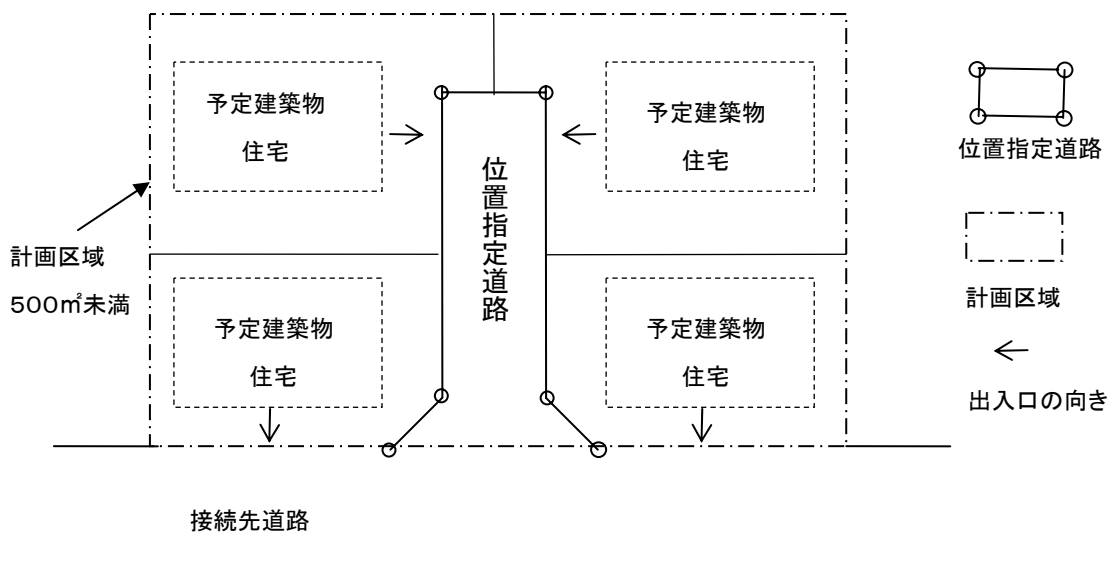 予定建築物
住宅
予定建築物
住宅
位置指定道路
計画区域
500㎡未満
予定建築物
住宅
予定建築物
住宅
接続先道路
位置指定道路
計画区域
出入口の向き